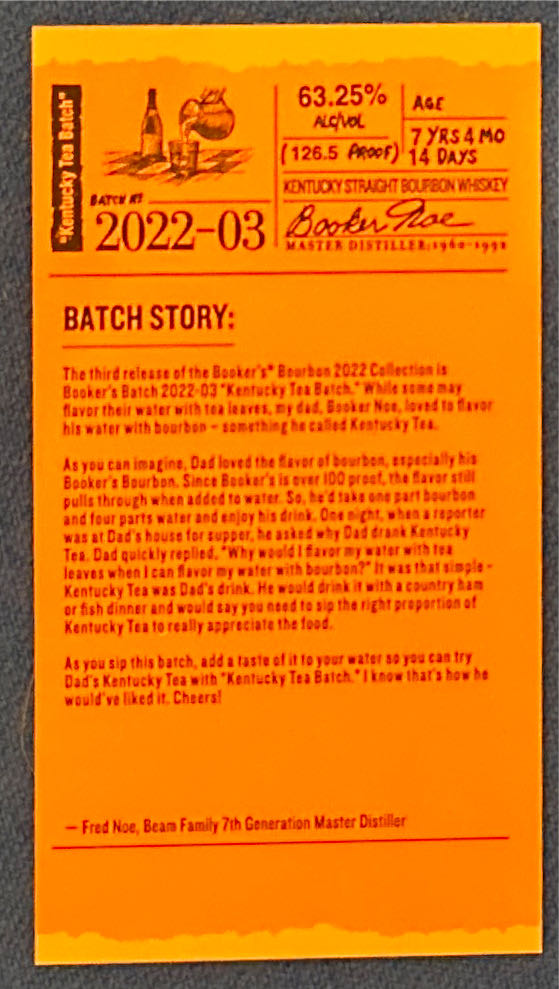 "Kentucky Tea Batch"
BATCH Nº
2022-03
63.25%
ALC/VOL
(126.5 PROOF)
AGE
7 YRS 4 MO
14 DAYS
KENTUCKY STRAIGHT BOURBON WHISKEY
Booker Noe
MASTER DISTILLER: 1960-1992
BATCH STORY:
The third release of the Booker's® Bourbon 2022 Collection is
Booker's Batch 2022-03 "Kentucky Tea Batch." While some may
flavor their water with tea leaves, my dad, Booker Noe, loved to flavor
his water with bourbon – something he called Kentucky Tea.
As you can imagine, Dad loved the flavor of bourbon, especially his
Booker's Bourbon. Since Booker's is over 100 proof, the flavor still
pulls through when added to water. So, he'd take one part bourbon
and four parts water and enjoy his drink. One night, when a reporter
was at Dad's house for supper, he asked why Dad drank Kentucky
Tea. Dad quickly replied, "Why would I flavor my water with tea
leaves when I can flavor my water with bourbon?" It was that simple –
Kentucky Tea was Dad's drink. He would drink it with a country ham
or fish dinner and would say you need to sip the right proportion of
Kentucky Tea to really appreciate the food.
As you sip this batch, add a taste of it to your water so you can try
Dad's Kentucky Tea with "Kentucky Tea Batch." I know that's how he
would've liked it. Cheers!
— Fred Noe, Beam Family 7th Generation Master Distiller